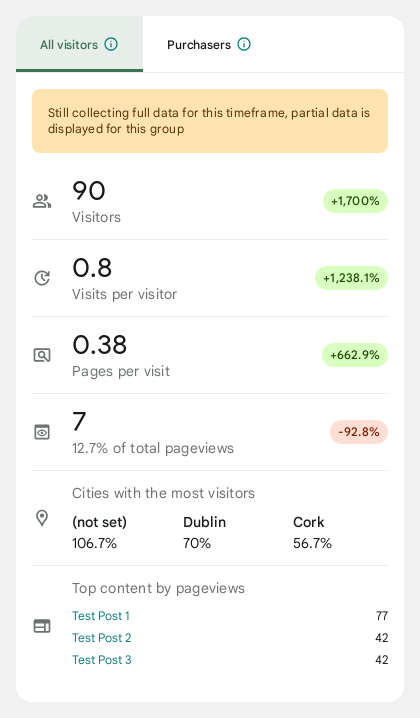 All visitors
Purchasers
Still collecting full data for this timeframe, partial data is
displayed for this group
90
Visitors
+1,700%
0.8
Visits per visitor
+1,238.1%
0.38
Pages per visit
+662.9%
7
12.7% of total pageviews
-92.8%
Cities with the most visitors
(not set) Dublin Cork
106.7% 70% 56.7%
Top content by pageviews
Test Post 1 77
Test Post 2 42
Test Post 3 42